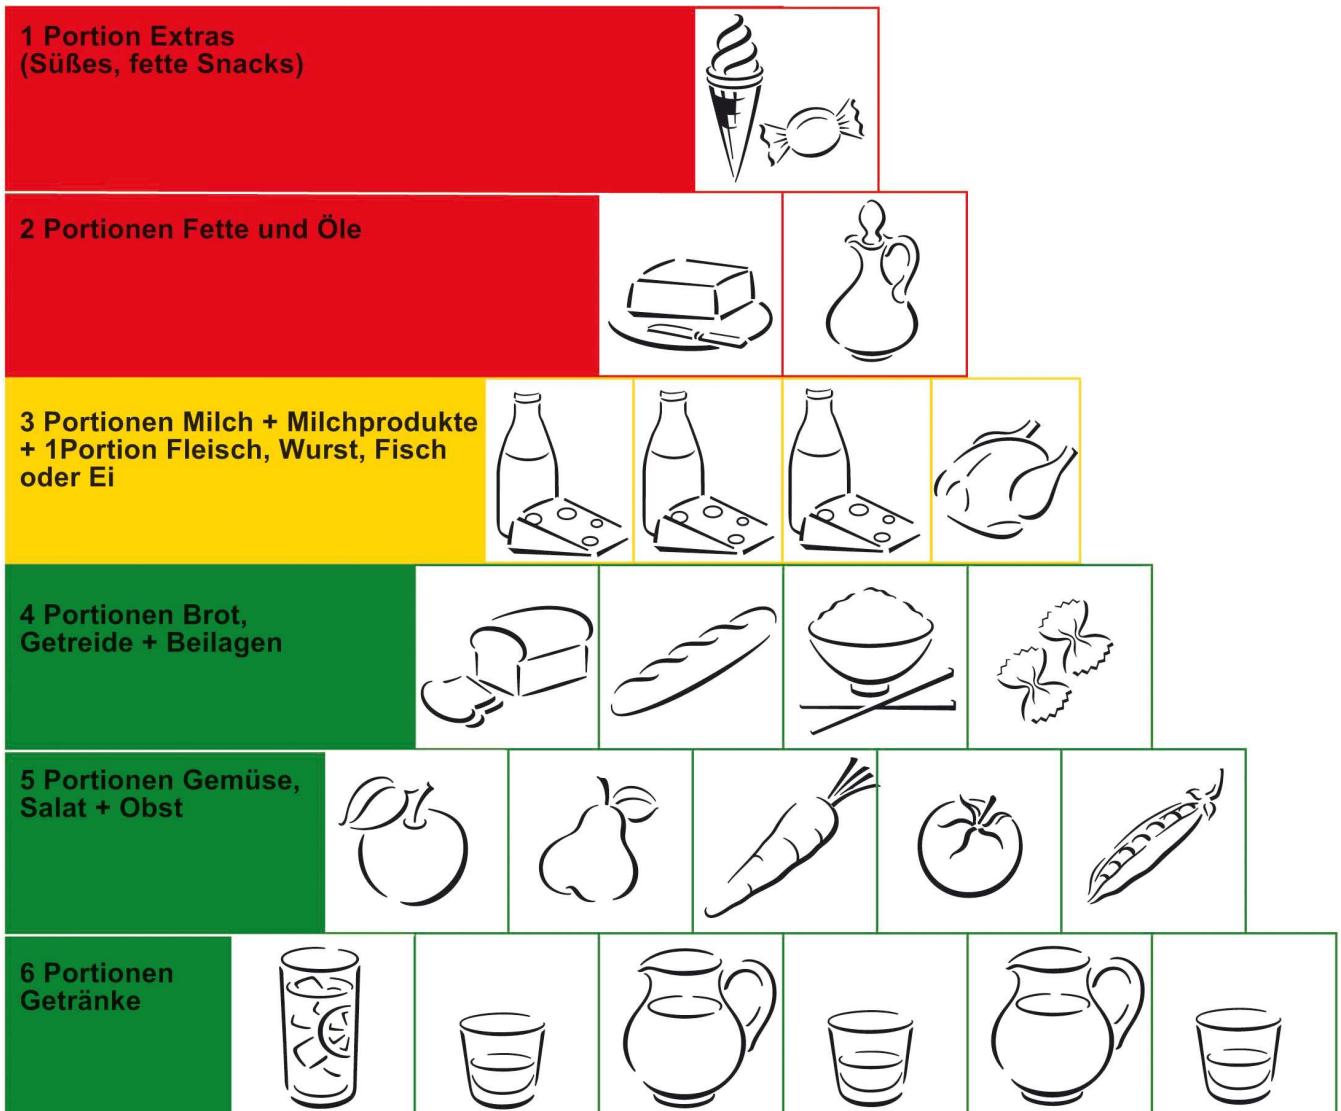 1 Portion Extras
(Süßes, fette Snacks)
2 Portionen Fette und Öle
3 Portionen Milch + Milchprodukte
+ 1Portion Fleisch, Wurst, Fisch
oder Ei
4 Portionen Brot,
Getreide + Beilagen
5 Portionen Gemüse,
Salat + Obst
6 Portionen
Getränke